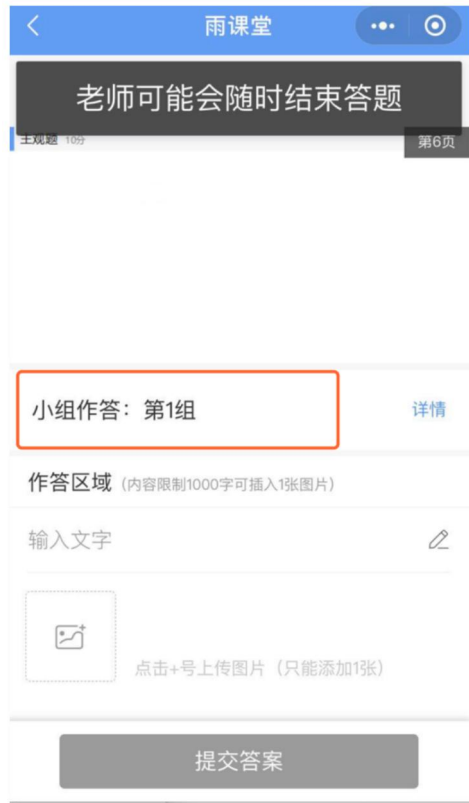 雨课堂
老师可能会随时结束答题
主观题 10分
第6页
小组作答：第1组 详情
作答区域（内容限制1000字可插入1张图片）
输入文字
点击+号上传图片（只能添加1张）
提交答案